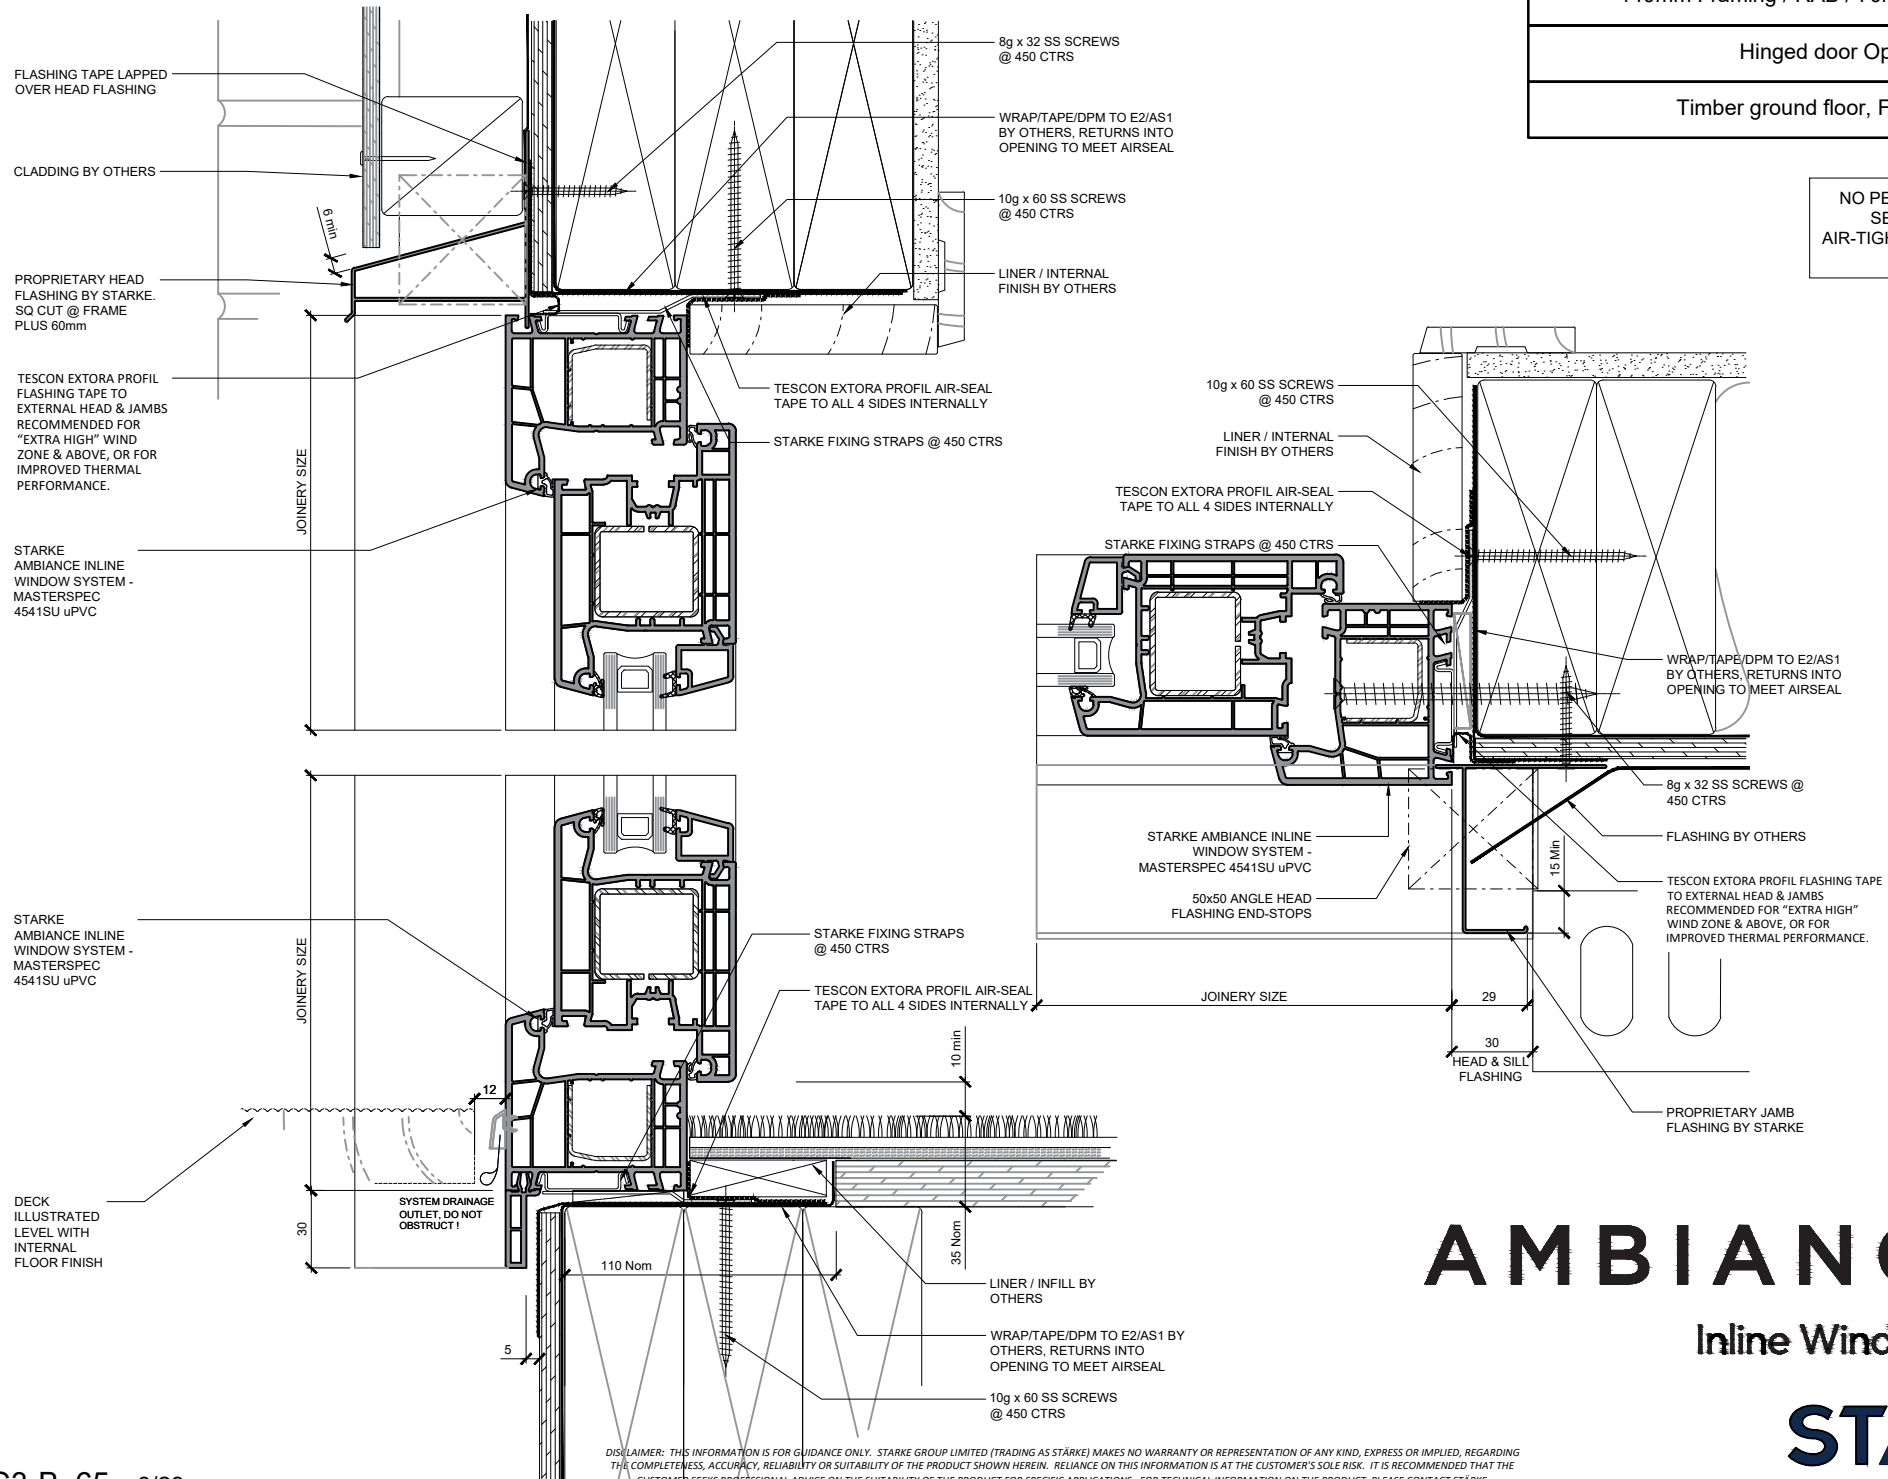 FLASHING TAPE LAPPED
OVER HEAD FLASHING
CLADDING BY OTHERS
6 min
PROPRIETARY HEAD
FLASHING BY STARKE.
SQ CUT @ FRAME
PLUS 60mm
TESCON EXTORA PROFIL
FLASHING TAPE TO
EXTERNAL HEAD & JAMBS
RECOMMENDED FOR
“EXTRA HIGH” WIND
ZONE & ABOVE, OR FOR
IMPROVED THERMAL
PERFORMANCE.
JOINERY SIZE
STARKE
AMBIANCE INLINE
WINDOW SYSTEM -
MASTERSPEC
4541SU uPVC
8g x 32 SS SCREWS
@ 450 CTRS
WRAP/TAPE/DPM TO E2/AS1
BY OTHERS, RETURNS INTO
OPENING TO MEET AIRSEAL
10g x 60 SS SCREWS
@ 450 CTRS
LINER / INTERNAL
FINISH BY OTHERS
TESCON EXTORA PROFIL AIR-SEAL
TAPE TO ALL 4 SIDES INTERNALLY
STARKE FIXING STRAPS @ 450 CTRS
Hinged door Op
Timber ground floor, F
NO PE
SE
AIR-TIGH
10g x 60 SS SCREWS
@ 450 CTRS
LINER / INTERNAL
FINISH BY OTHERS
TESCON EXTORA PROFIL AIR-SEAL
TAPE TO ALL 4 SIDES INTERNALLY
STARKE FIXING STRAPS @ 450 CTRS
WRAP/TAPE/DPM TO E2/AS1
BY OTHERS, RETURNS INTO
OPENING TO MEET AIRSEAL
8g x 32 SS SCREWS @
450 CTRS
FLASHING BY OTHERS
STARKE AMBIANCE INLINE
WINDOW SYSTEM -
MASTERSPEC 4541SU uPVC
50x50 ANGLE HEAD
FLASHING END-STOPS
15 Min
TESCON EXTORA PROFIL FLASHING TAPE
TO EXTERNAL HEAD & JAMBS
RECOMMENDED FOR “EXTRA HIGH”
WIND ZONE & ABOVE, OR FOR
IMPROVED THERMAL PERFORMANCE.
JOINERY SIZE
29
30
HEAD & SILL
FLASHING
PROPRIETARY JAMB
FLASHING BY STARKE
STARKE
AMBIANCE INLINE
WINDOW SYSTEM -
MASTERSPEC
4541SU uPVC
JOINERY SIZE
STARKE FIXING STRAPS
@ 450 CTRS
TESCON EXTORA PROFIL AIR-SEAL
TAPE TO ALL 4 SIDES INTERNALLY
10 min
12
DECK
ILLUSTRATED
LEVEL WITH
INTERNAL
FLOOR FINISH
30
SYSTEM DRAINAGE
OUTLET, DO NOT
OBSTRUCT !
35 Nom
110 Nom
5
LINER / INFILL BY
OTHERS
WRAP/TAPE/DPM TO E2/AS1 BY
OTHERS, RETURNS INTO
OPENING TO MEET AIRSEAL
10g x 60 SS SCREWS
@ 450 CTRS
AMBIANC
Inline Wind
STA
DISCLAIMER: THIS INFORMATION IS FOR GUIDANCE ONLY. STARKE GROUP LIMITED (TRADING AS STÄRKE) MAKES NO WARRANTY OR REPRESENTATION OF ANY KIND, EXPRESS OR IMPLIED, REGARDING
THE COMPLETENESS, ACCURACY, RELIABILITY OR SUITABILITY OF THE PRODUCT SHOWN HEREIN. RELIANCE ON THIS INFORMATION IS AT THE CUSTOMER'S SOLE RISK. IT IS RECOMMENDED THAT THE